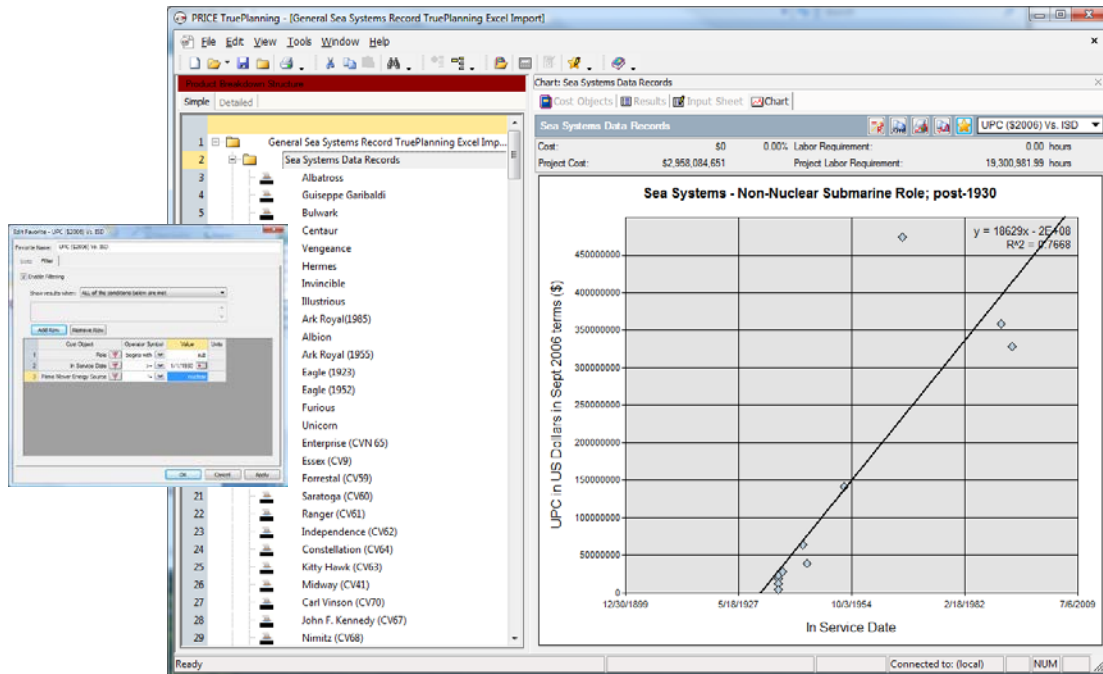 PRICE TruePlanning - [General Sea Systems Record TruePlanning Excel Import]
File Edit View Tools Window Help
Product Breakdown Structure
Simple Detailed
1 General Sea Systems Record TruePlanning Excel Imp...
2 Sea Systems Data Records
3 Albatross
4 Guiseppe Garibaldi
5 Bulwark
Centaur
Vengeance
Hermes
Invincible
Illustrious
Ark Royal(1985)
Albion
Ark Royal (1955)
Eagle (1923)
Eagle (1952)
Furious
Unicorn
Enterprise (CVN 65)
Essex (CV9)
Forrestal (CV59)
21 Saratoga (CV60)
22 Ranger (CV61)
23 Independence (CV62)
24 Constellation (CV64)
25 Kitty Hawk (CV63)
26 Midway (CV41)
27 Carl Vinson (CV70)
28 John F. Kennedy (CV67)
29 Nimitz (CV68)
Chart: Sea Systems Data Records
Cost Objects Results Input Sheet Chart
Sea Systems Data Records UPC ($2006) Vs. ISD
Cost: $0 0.00% Labor Requirement: 0.00 hours
Project Cost: $2,958,084,651 Project Labor Requirement: 19,300,981.99 hours
Sea Systems - Non-Nuclear Submarine Role; post-1930
y = 18629x - 2E+08
R^2 = 0.7668
UPC in US Dollars in Sept 2006 terms ($)
450000000
400000000
350000000
300000000
250000000
200000000
150000000
100000000
50000000
0
12/30/1899 5/18/1927 10/3/1954 2/18/1982 7/6/2009
In Service Date
Edit Favorite - UPC ($2006) Vs. ISD
Favorite Name: UPC ($2006) Vs. ISD
Filter
Enable Filtering
Show results when: ALL of the conditions below are met
Add Row Remove Row
Cost Object Operator Symbol Value Units
1 Role begins with sub
2 In Service Date >= 1/1/1930
3 Prime Mover Energy Source
OK Cancel Apply
Ready Connected to: (local) NUM